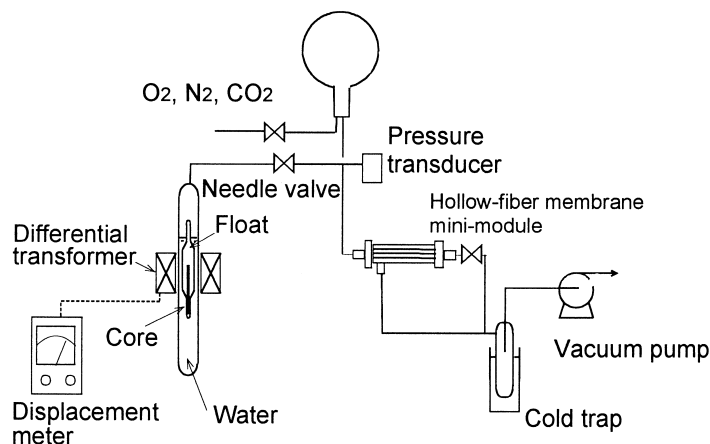 O2, N2, CO2
Pressure
transducer
Needle valve
Hollow-fiber membrane
mini-module
Float
Differential
transformer
Core
Vacuum pump
Displacement
meter
Water
Cold trap